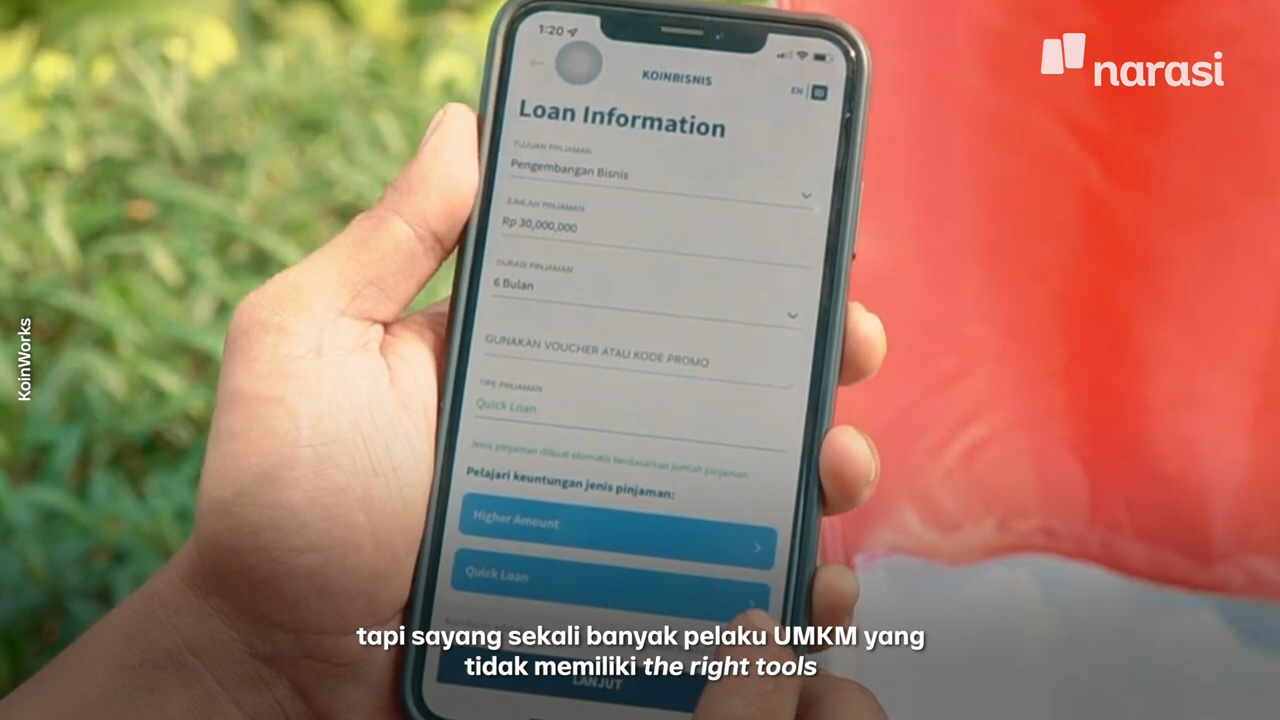 narasi
1:20
KOINBISNIS
EN | ID
Loan Information
TUJUAN PINJAMAN
Pengembangan Bisnis
JUMLAH PINJAMAN
Rp 30,000,000
DURASI PINJAMAN
6 Bulan
GUNAKAN VOUCHER ATAU KODE PROMO
TIPE PINJAMAN
Quick Loan
Jenis pinjaman dibuat otomatis berdasarkan jumlah pinjaman
Pelajari keuntungan jenis pinjaman:
Higher Amount
Quick Loan
LANJUT
KoinWorks
tapi sayang sekali banyak pelaku UMKM yang
tidak memiliki the right tools